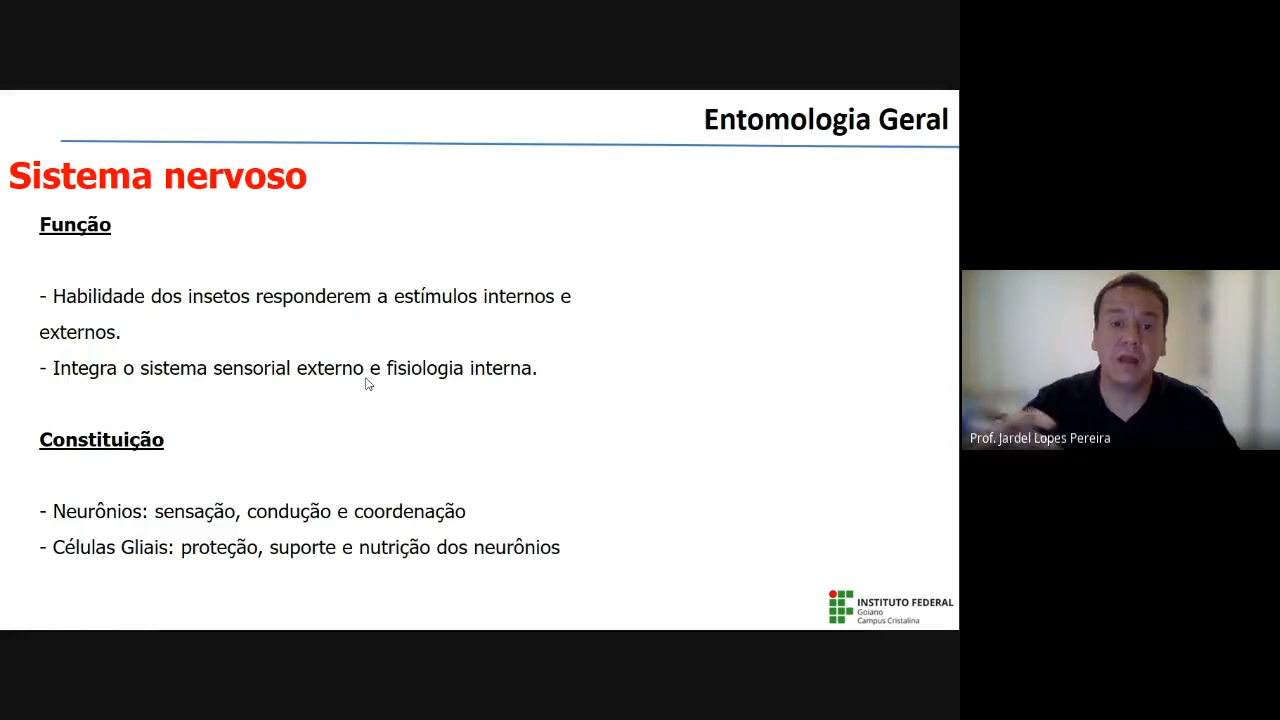 Entomologia Geral
Sistema nervoso
Função
- Habilidade dos insetos responderem a estímulos internos e
externos.
- Integra o sistema sensorial externo e fisiologia interna.
Constituição
- Neurônios: sensação, condução e coordenação
- Células Gliais: proteção, suporte e nutrição dos neurônios
INSTITUTO FEDERAL
Goiano
Campus Cristalina
Prof. Jardel Lopes Pereira